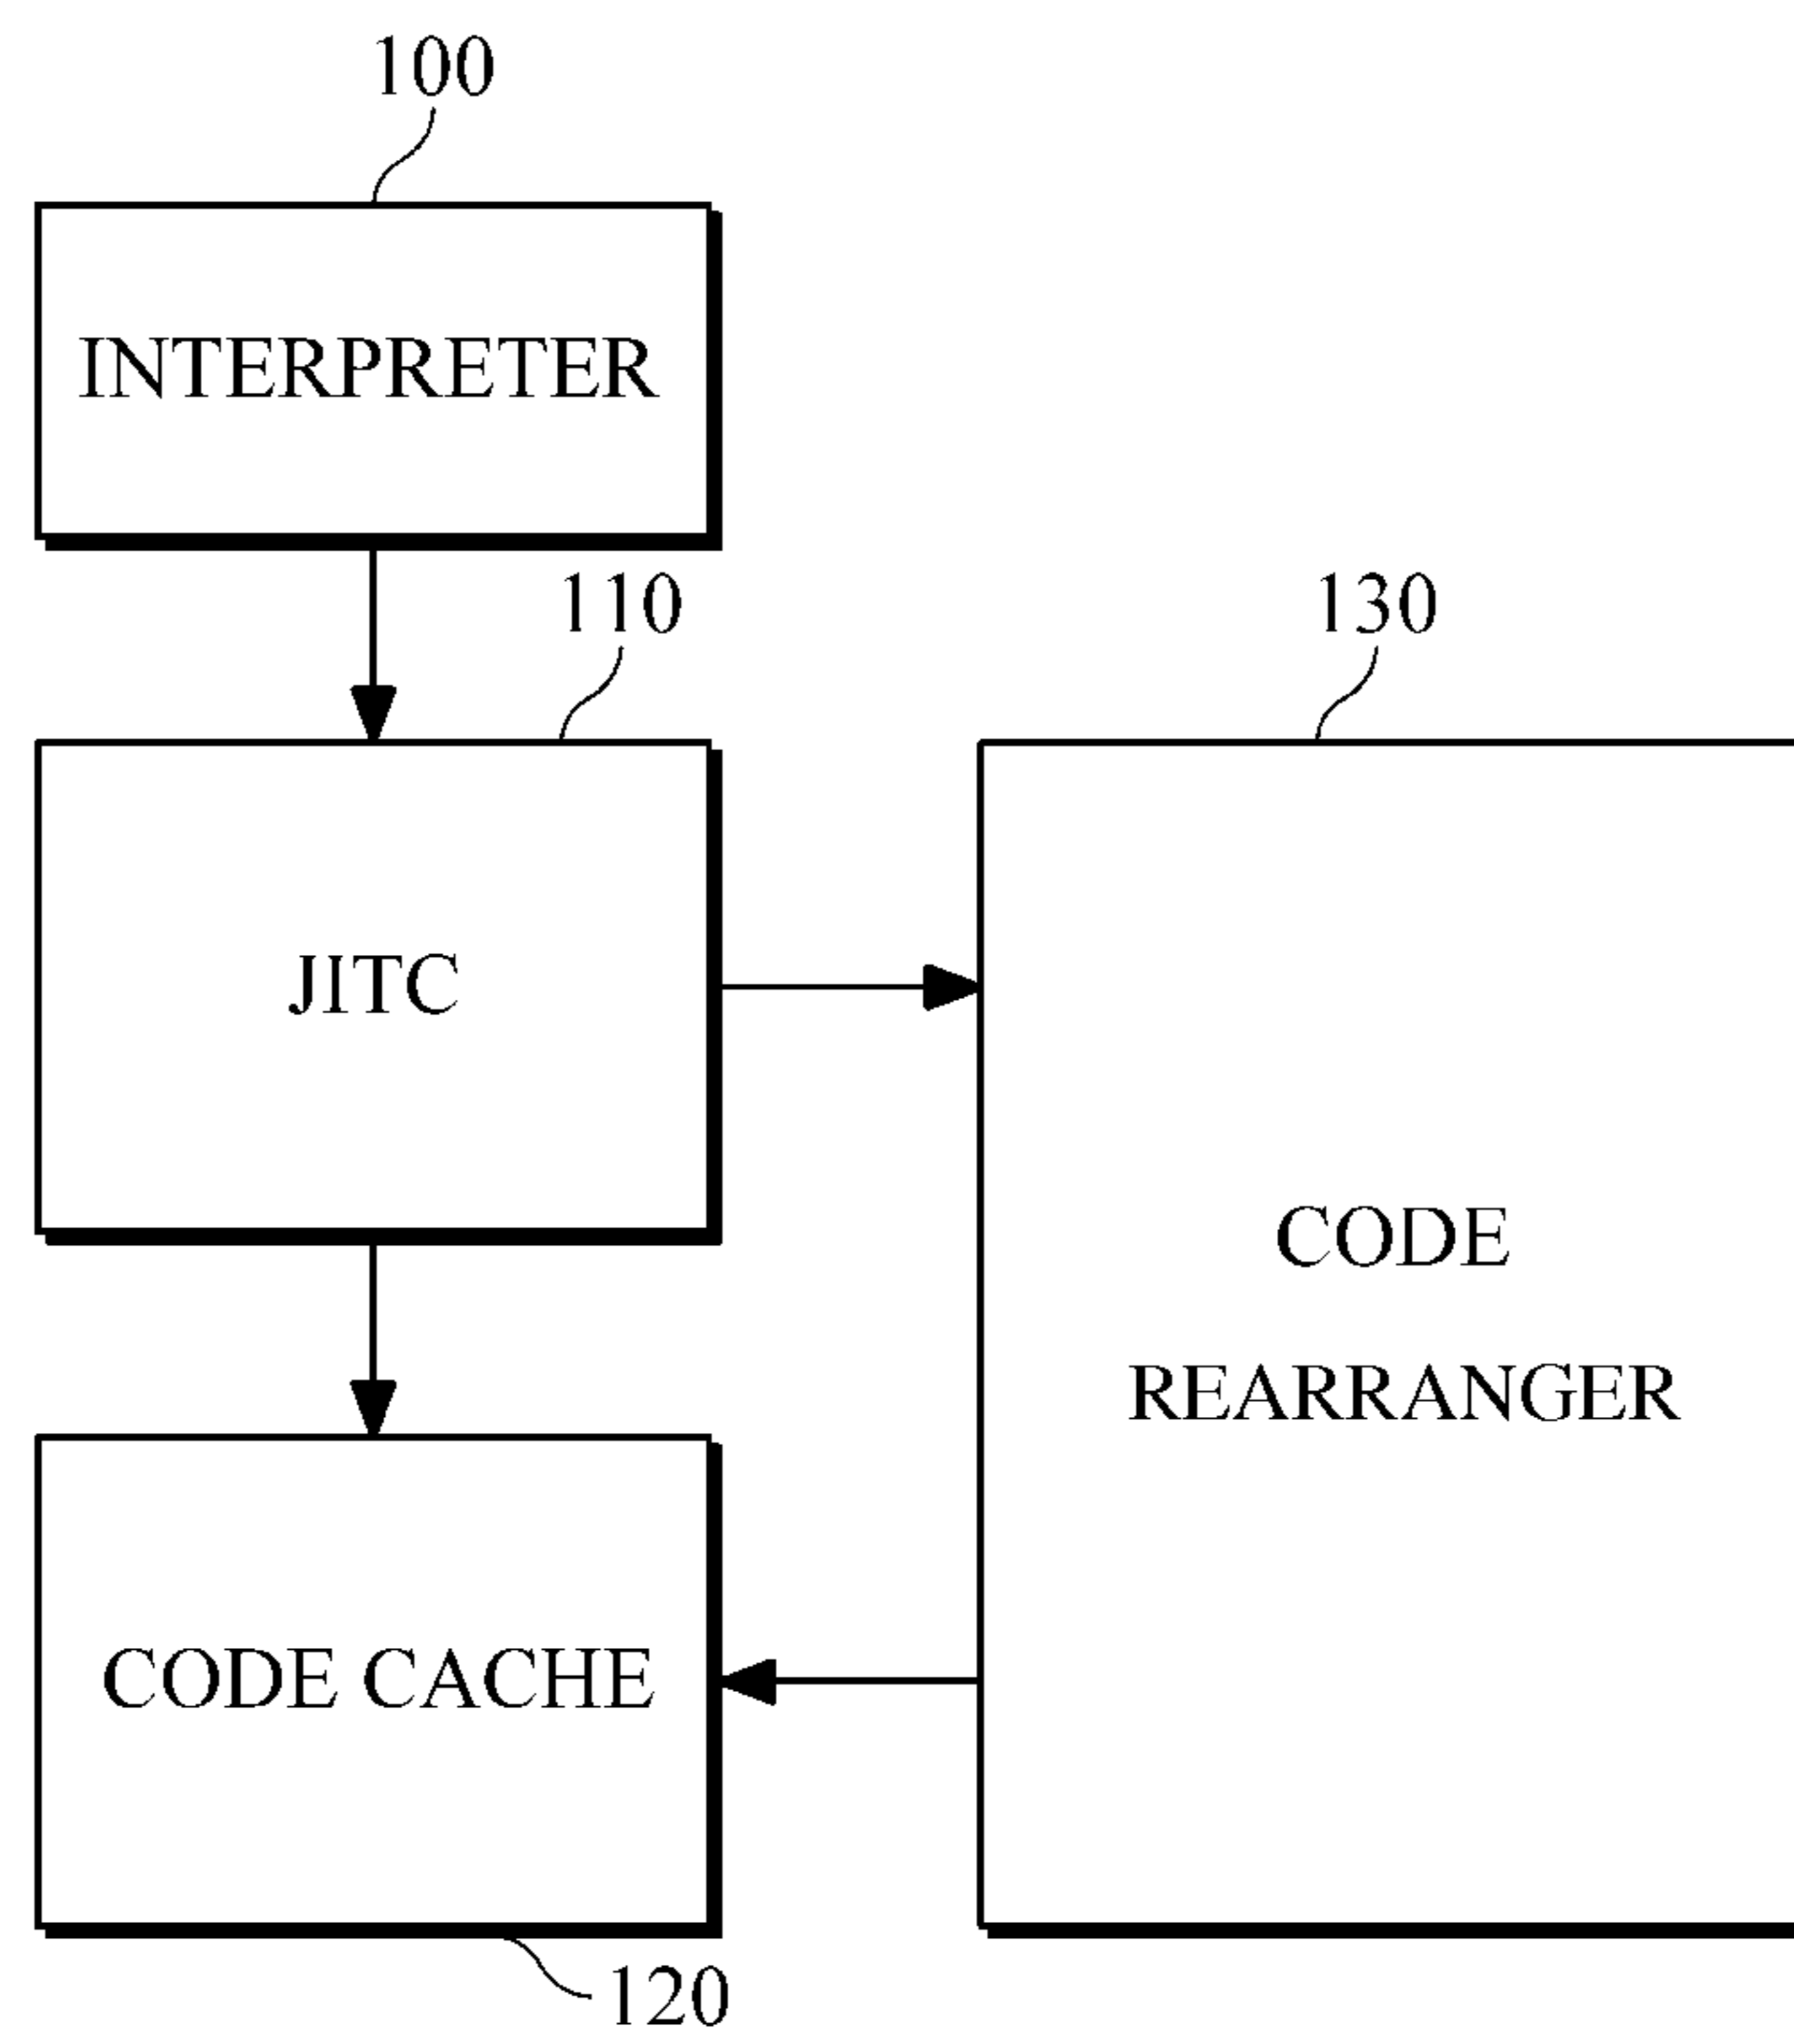 100
INTERPRETER
110
130
JITC
CODE
REARRANGER
CODE CACHE
120